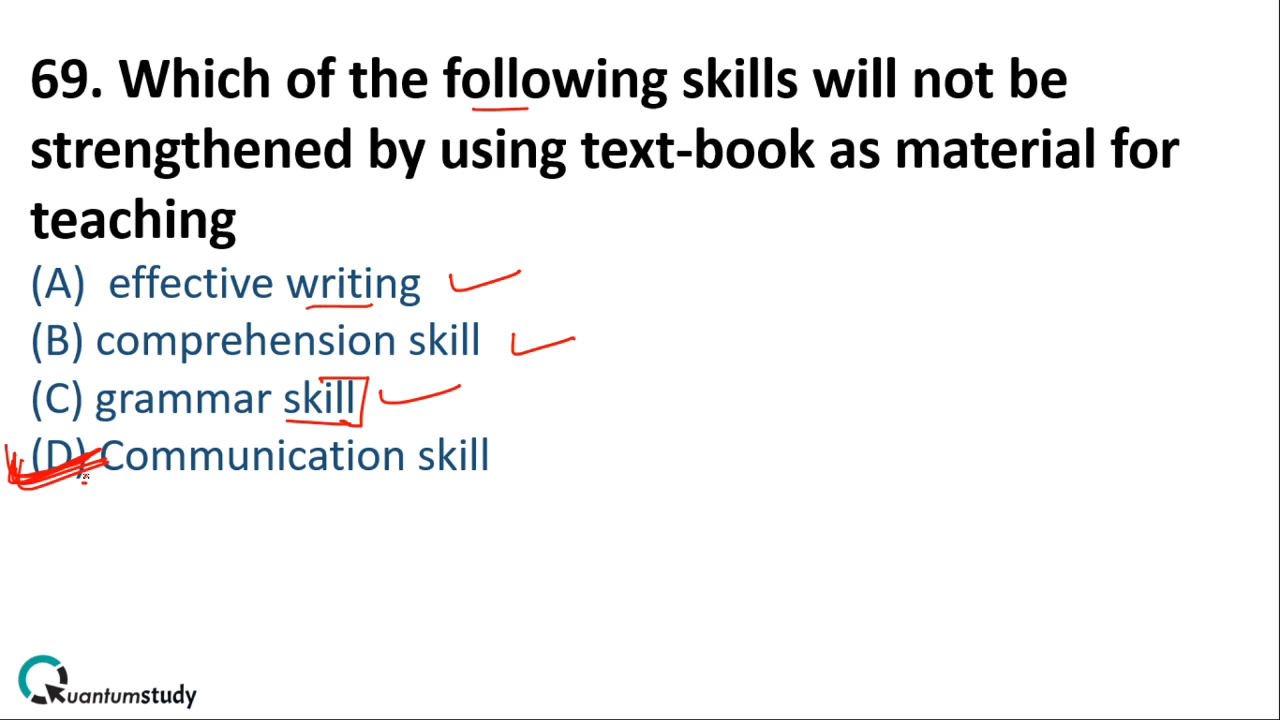 69. Which of the following skills will not be
strengthened by using text-book as material for
teaching
(A) effective writing
(B) comprehension skill
(C) grammar skill
(D) Communication skill
Quantumstudy